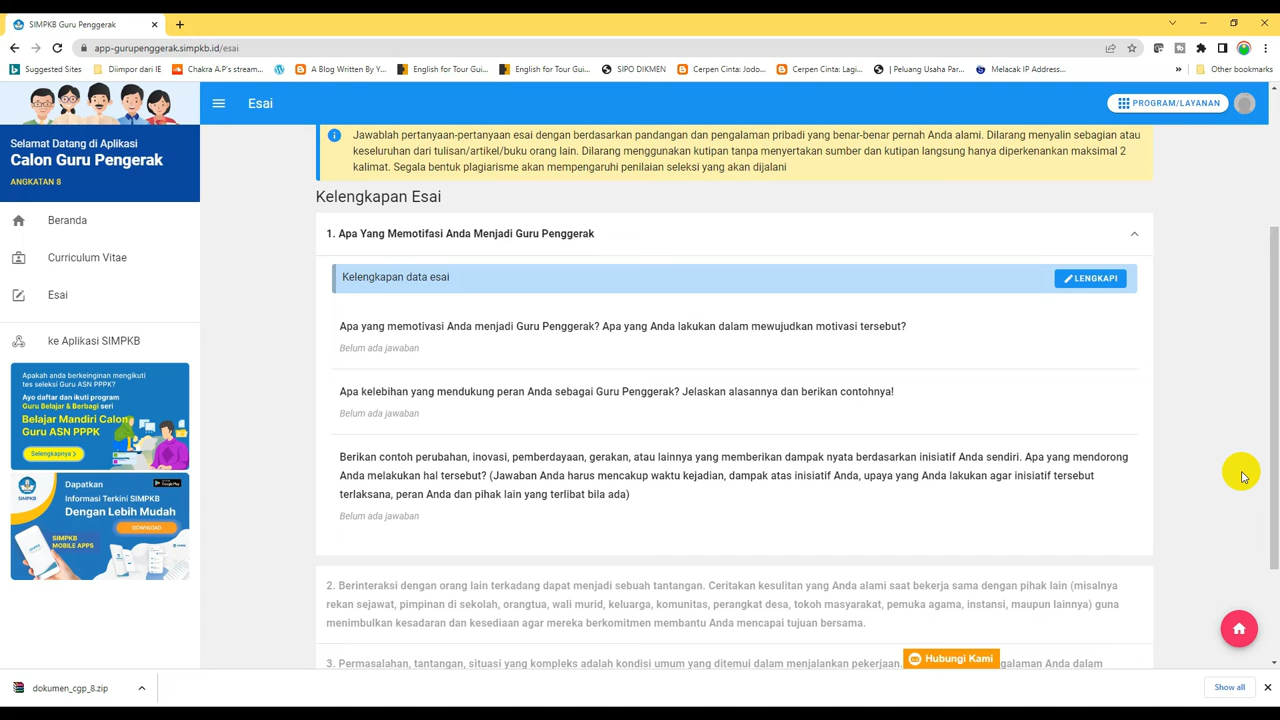 SIMPKB Guru Penggerak
app-gurupenggerak.simpkb.id/esai
Suggested Sites
Diimpor dari IE
Chakra A.P's stream...
A Blog Written By Y...
English for Tour Gui...
English for Tour Gui...
SIPO DIKMEN
Cerpen Cinta: Jodo...
Cerpen Cinta: Lagi...
| Peluang Usaha Par...
Melacak IP Address...
»
Other bookmarks
Esai
PROGRAM/LAYANAN
Selamat Datang di Aplikasi
Calon Guru Pengerak
ANGKATAN 8
Beranda
Curriculum Vitae
Esai
ke Aplikasi SIMPKB
Apakah anda berkeinginan mengikuti
tes seleksi Guru ASN PPPK?
Ayo daftar dan ikuti program
Guru Belajar & Berbagi seri
Belajar Mandiri Calon
Guru ASN PPPK
Selengkapnya >
Dapatkan
Informasi Terkini SIMPKB
Dengan Lebih Mudah
DOWNLOAD
SIMPKB
MOBILE APPS
Google Play
Jawablah pertanyaan-pertanyaan esai dengan berdasarkan pandangan dan pengalaman pribadi yang benar-benar pernah Anda alami. Dilarang menyalin sebagian atau
keseluruhan dari tulisan/artikel/buku orang lain. Dilarang menggunakan kutipan tanpa menyertakan sumber dan kutipan langsung hanya diperkenankan maksimal 2
kalimat. Segala bentuk plagiarisme akan mempengaruhi penilaian seleksi yang akan dijalani
Kelengkapan Esai
1. Apa Yang Memotifasi Anda Menjadi Guru Penggerak
Kelengkapan data esai
LENGKAPI
Apa yang memotivasi Anda menjadi Guru Penggerak? Apa yang Anda lakukan dalam mewujudkan motivasi tersebut?
Belum ada jawaban
Apa kelebihan yang mendukung peran Anda sebagai Guru Penggerak? Jelaskan alasannya dan berikan contohnya!
Belum ada jawaban
Berikan contoh perubahan, inovasi, pemberdayaan, gerakan, atau lainnya yang memberikan dampak nyata berdasarkan inisiatif Anda sendiri. Apa yang mendorong
Anda melakukan hal tersebut? (Jawaban Anda harus mencakup waktu kejadian, dampak atas inisiatif Anda, upaya yang Anda lakukan agar inisiatif tersebut
terlaksana, peran Anda dan pihak lain yang terlibat bila ada)
Belum ada jawaban
2. Berinteraksi dengan orang lain terkadang dapat menjadi sebuah tantangan. Ceritakan kesulitan yang Anda alami saat bekerja sama dengan pihak lain (misalnya
rekan sejawat, pimpinan di sekolah, orangtua, wali murid, keluarga, komunitas, perangkat desa, tokoh masyarakat, pemuka agama, instansi, maupun lainnya) guna
menimbulkan kesadaran dan kesediaan agar mereka berkomitmen membantu Anda mencapai tujuan bersama.
3. Permasalahan, tantangan, situasi yang kompleks adalah kondisi umum yang ditemui dalam menjalankan pekerjaan. galaman Anda dalam
Hubungi Kami
dokumen_cgp_8.zip
Show all